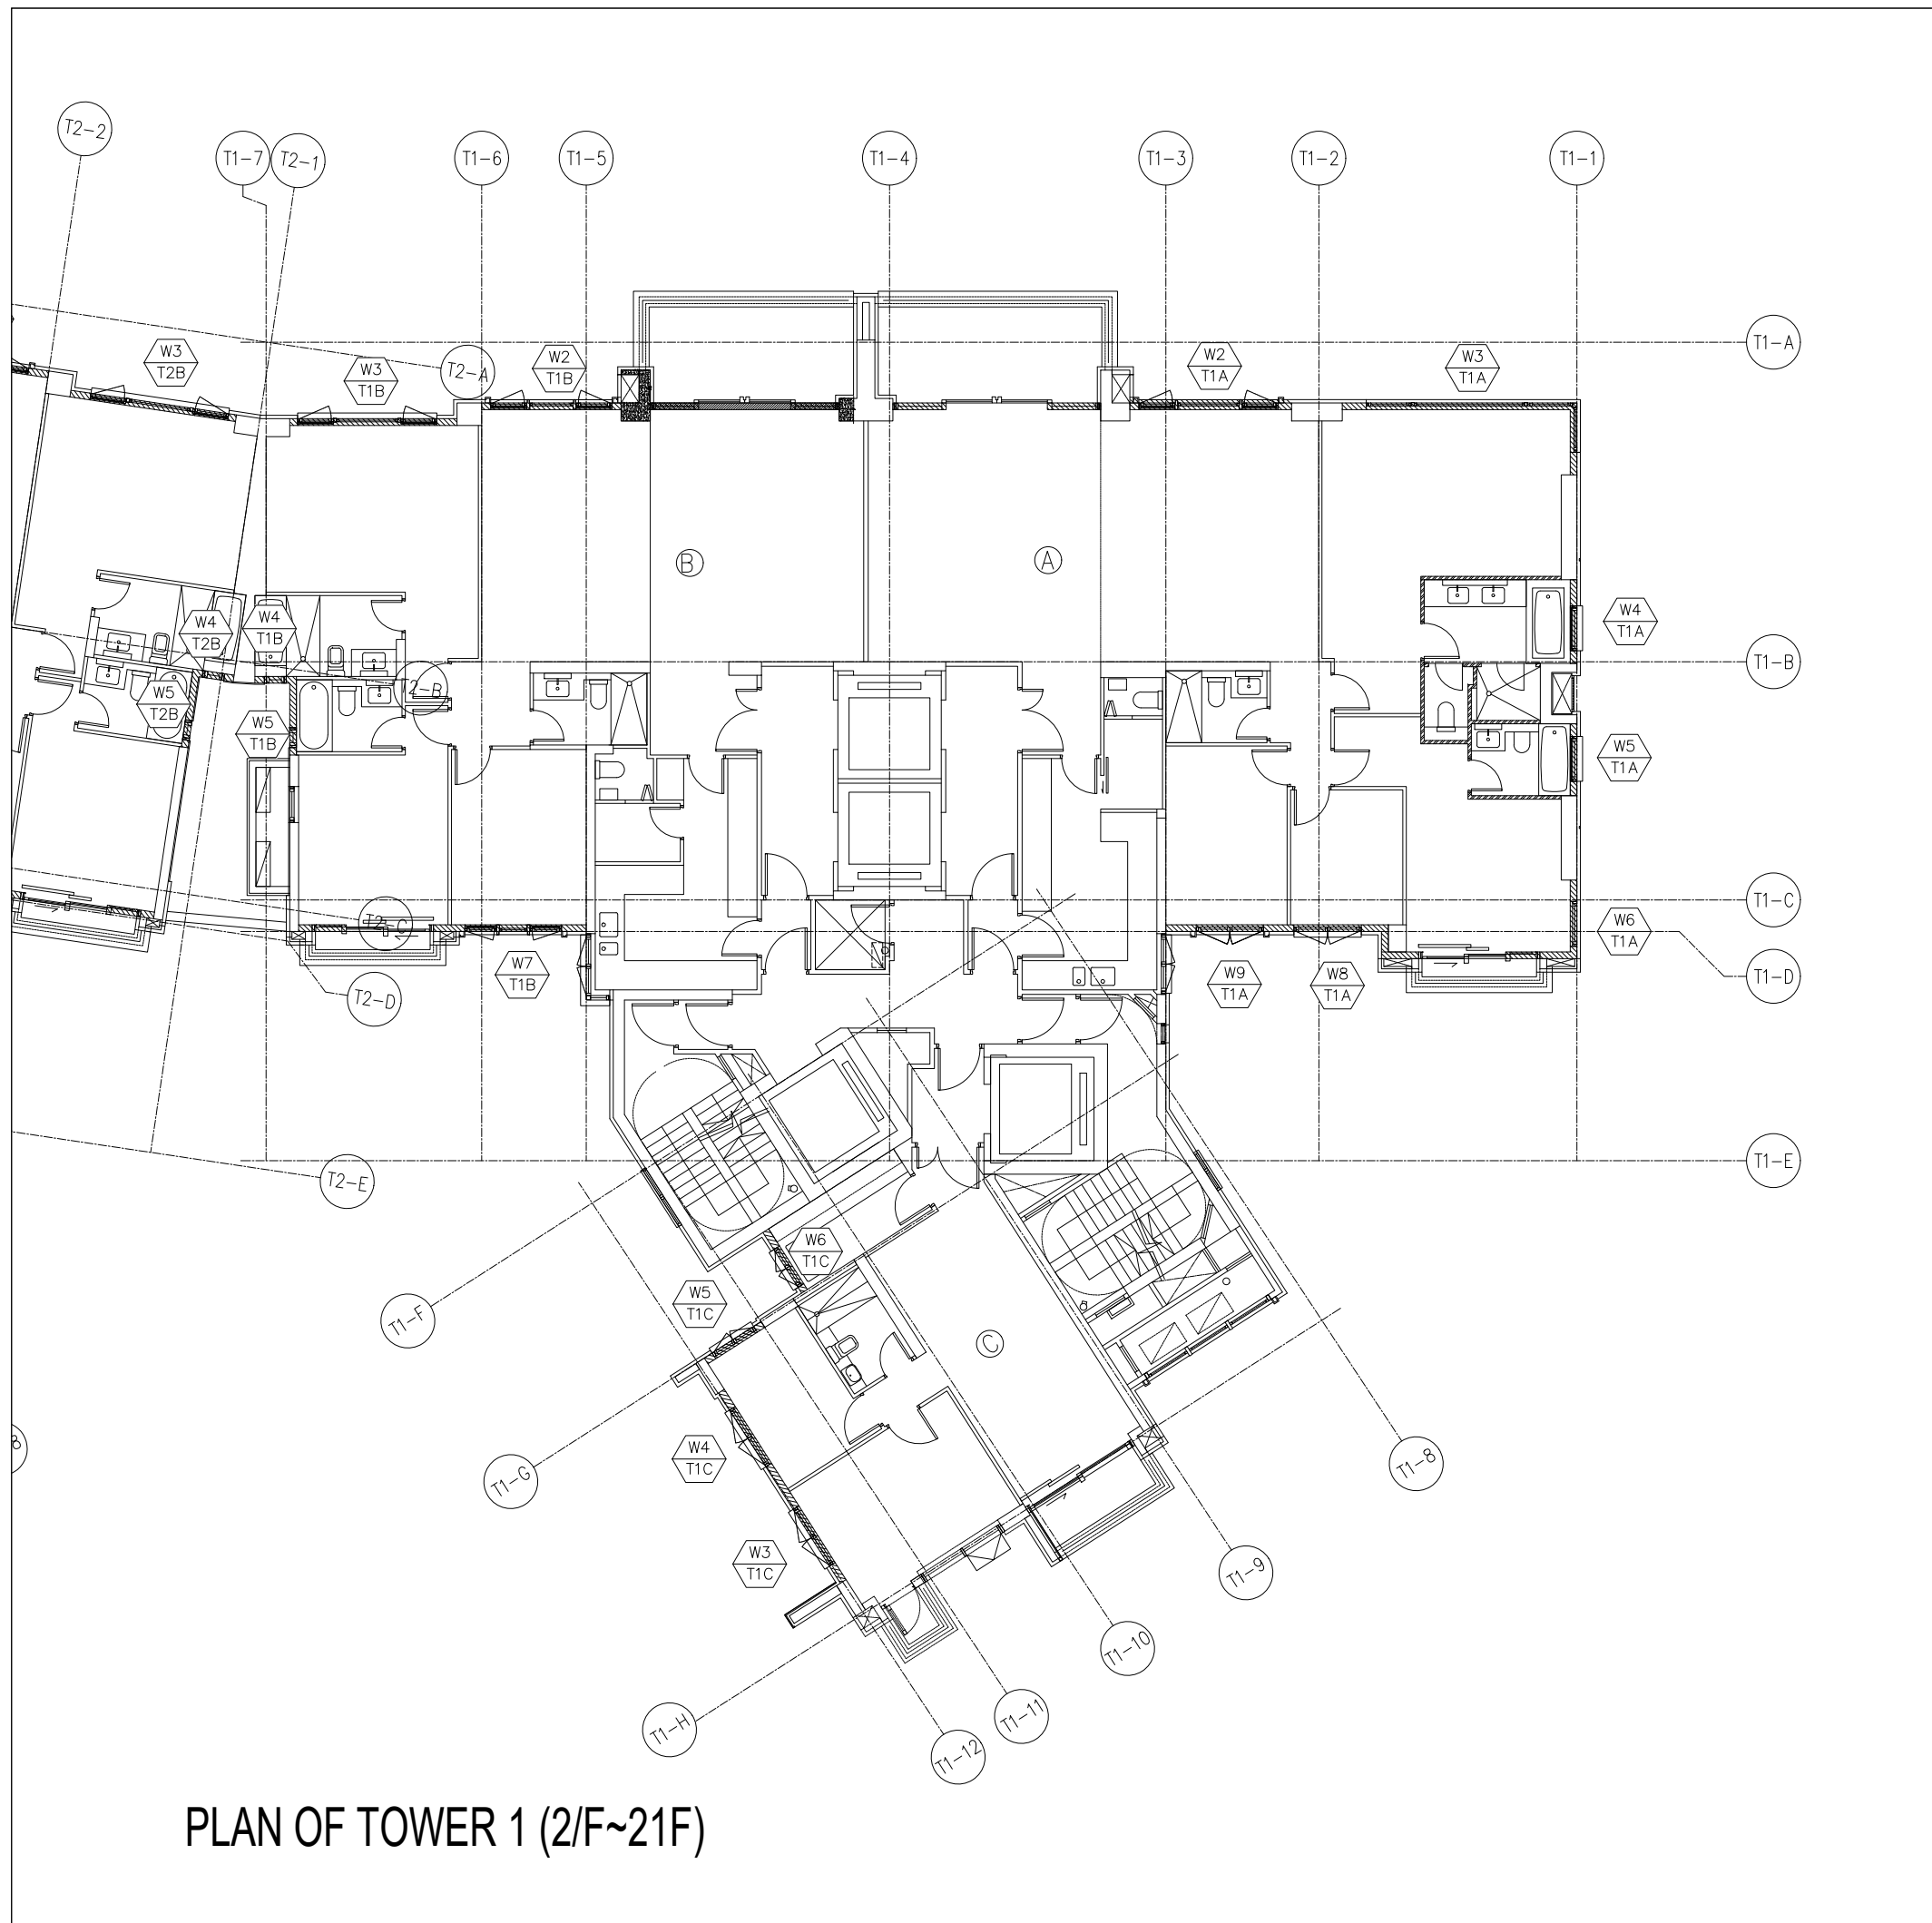 T2-2
T1-7
T2-1
T1-6
T1-5
T1-4
T1-3
T1-2
T1-1
T1-A
W3
T2B
W3
T1B
T2-A
W2
T1B
W2
T1A
W3
T1A
B
A
W4
T2B
W4
T1B
W4
T1A
T1-B
T2-B
W5
T2B
W5
T1B
W5
T1A
T1-C
T2-C
W6
T1A
W7
T1B
W9
T1A
W8
T1A
T1-D
T2-D
T1-E
T2-E
W6
T1C
W5
T1C
T1-F
C
W4
T1C
T1-G
T1-8
W3
T1C
T1-9
T1-10
T1-11
T1-H
T1-12
PLAN OF TOWER 1 (2/F~21F)